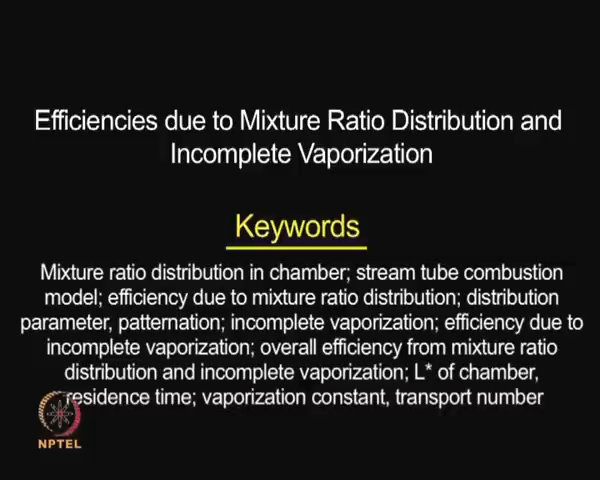 Efficiencies due to Mixture Ratio Distribution and
Incomplete Vaporization
Keywords
Mixture ratio distribution in chamber; stream tube combustion
model; efficiency due to mixture ratio distribution; distribution
parameter, patternation; incomplete vaporization; efficiency due to
incomplete vaporization; overall efficiency from mixture ratio
distribution and incomplete vaporization; L* of chamber,
residence time; vaporization constant, transport number
NPTEL